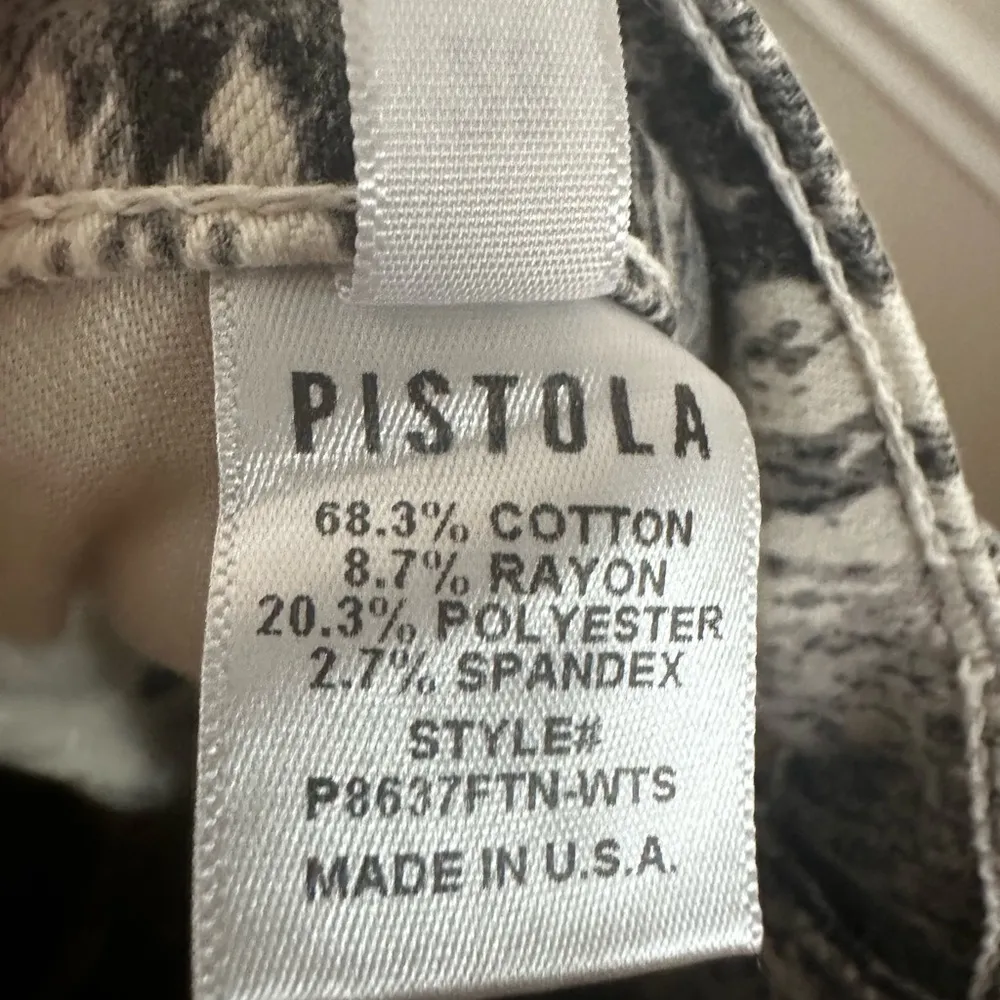 PISTOLA
68.3% COTTON
8.7% RAYON
20.3% POLYESTER
2.7% SPANDEX
STYLE#
P8637FTN-WTS
MADE IN U.S.A.